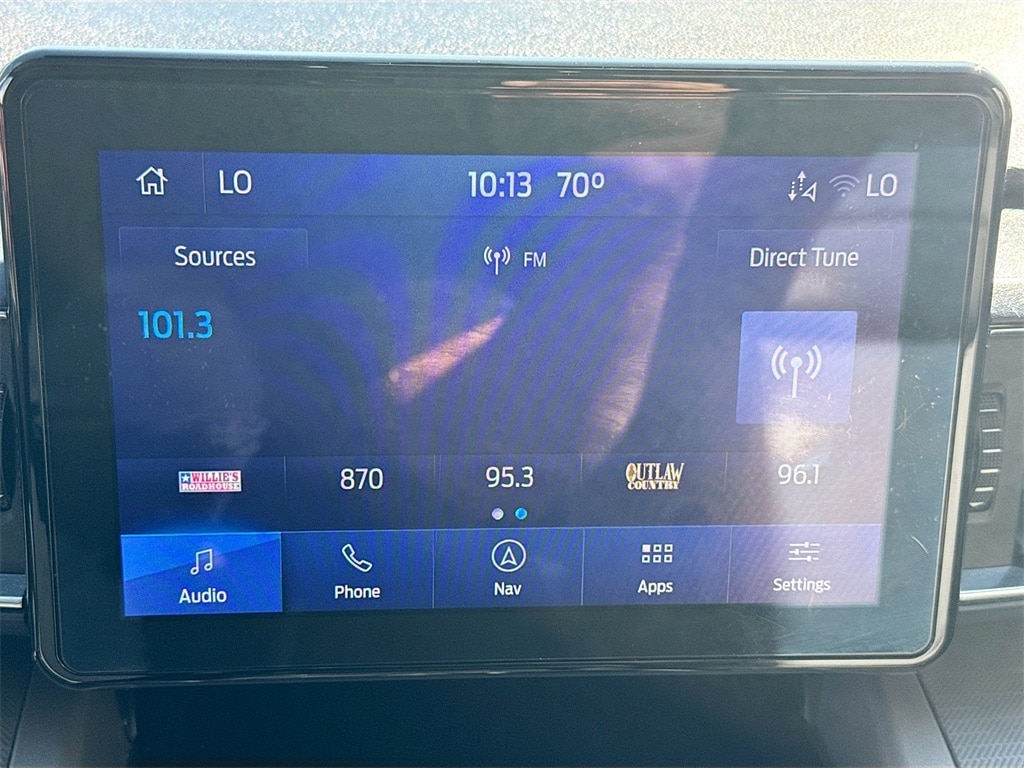 LO 10:13 70° LO
Sources FM Direct Tune
101.3
WILLIE'S ROADHOUSE 870 95.3 OUTLAW COUNTRY 96.1
Audio Phone Nav Apps Settings